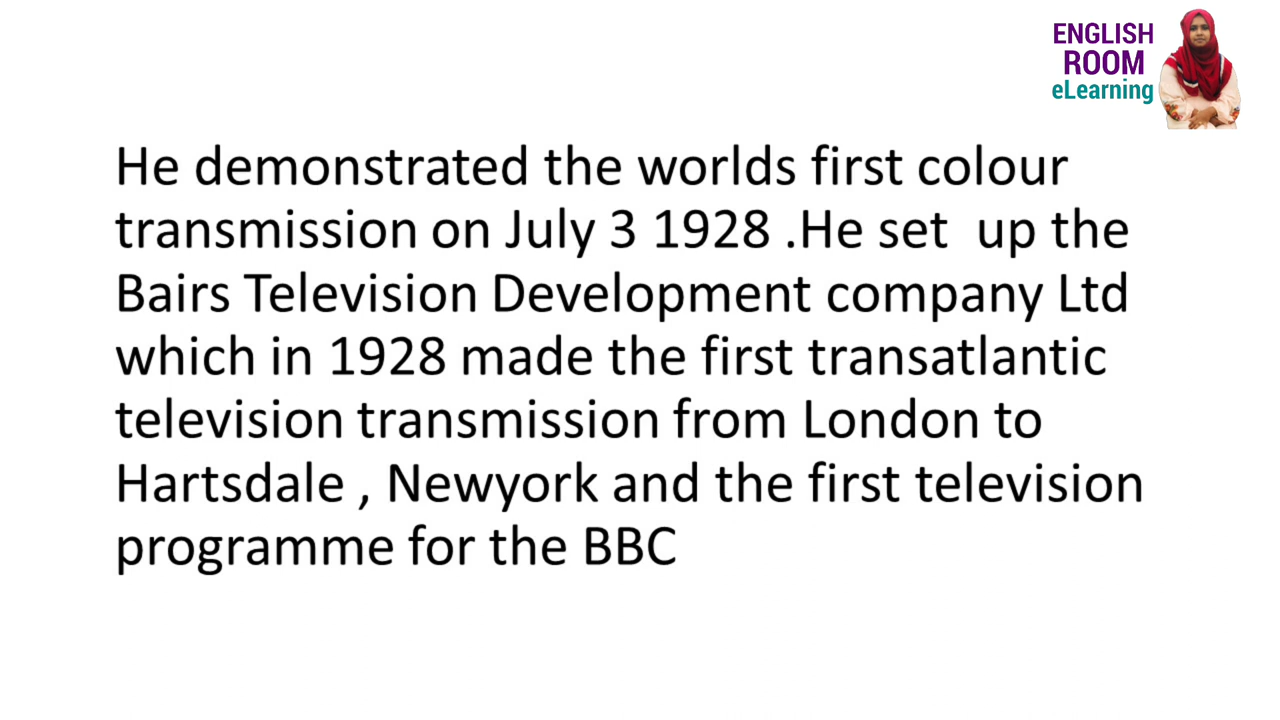 ENGLISH
ROOM
eLearning
He demonstrated the worlds first colour
transmission on July 3 1928 .He set  up the
Bairs Television Development company Ltd
which in 1928 made the first transatlantic
television transmission from London to
Hartsdale , Newyork and the first television
programme for the BBC